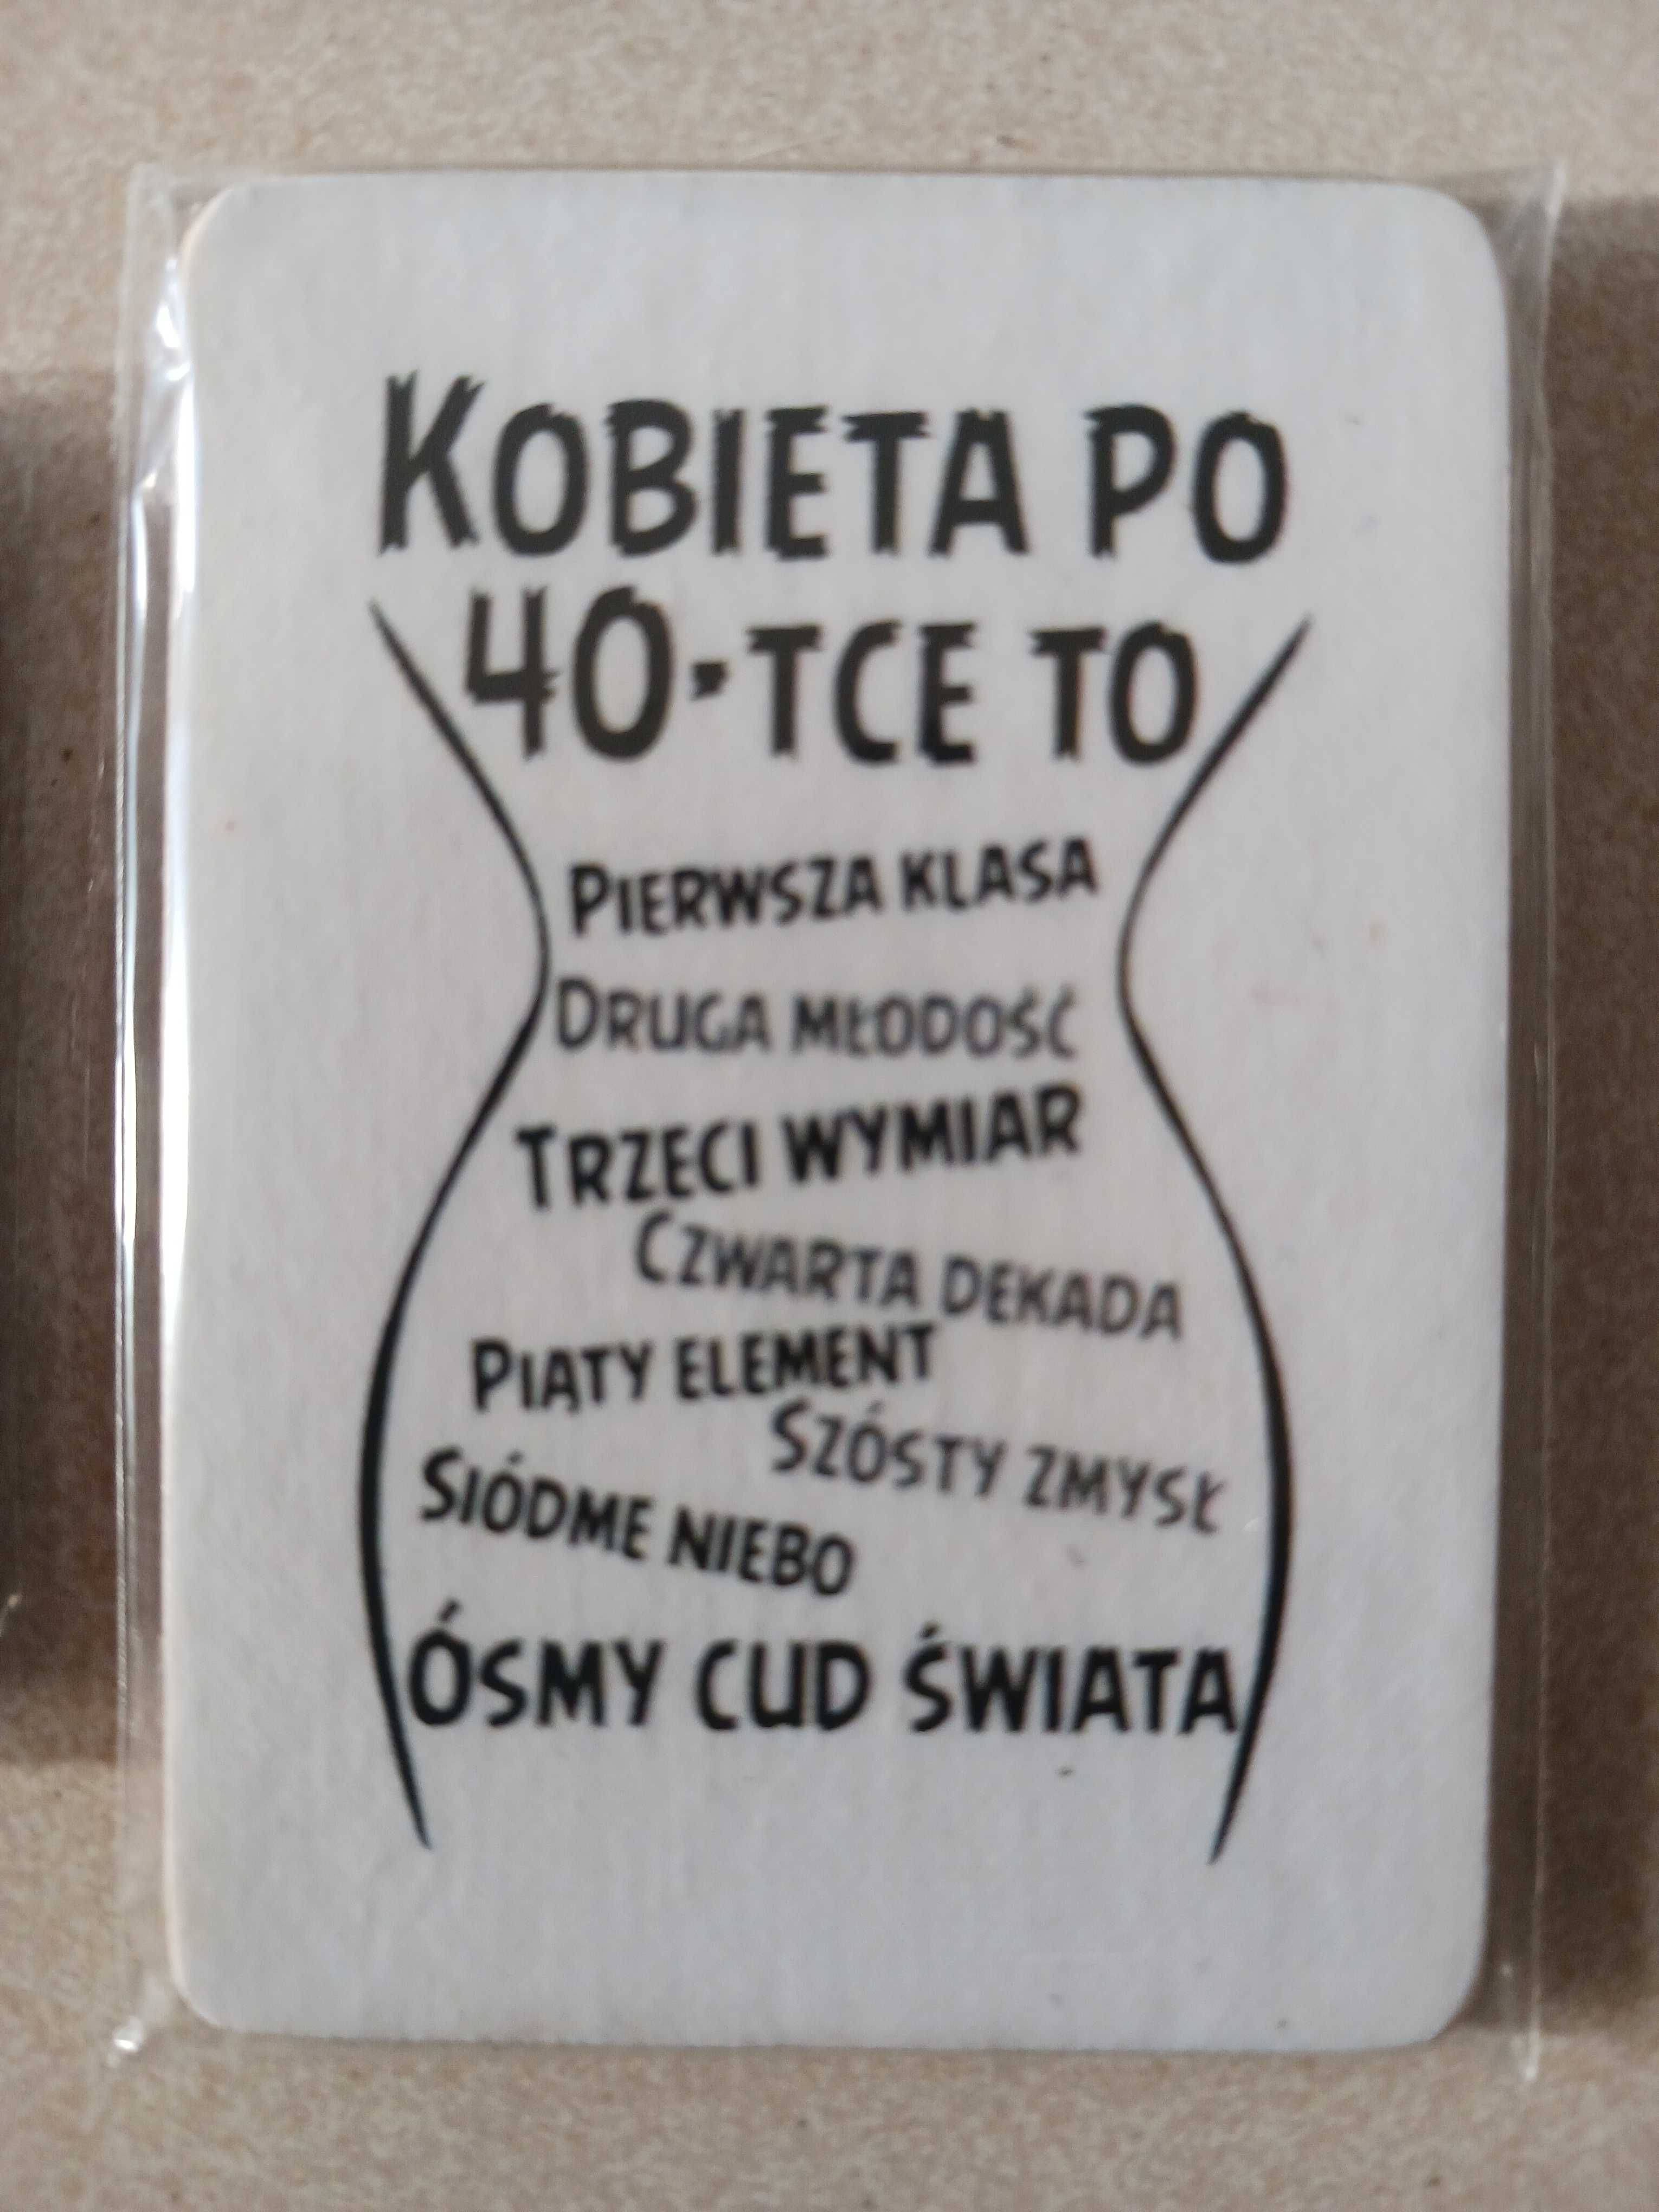 KOBIETA PO
40-TCE TO
PIERWSZA KLASA
DRUGA MŁODOŚĆ
TRZECI WYMIAR
CZWARTA DEKADA
PIĄTY ELEMENT
SZÓSTY ZMYSŁ
SIÓDME NIEBO
ÓSMY CUD ŚWIATA